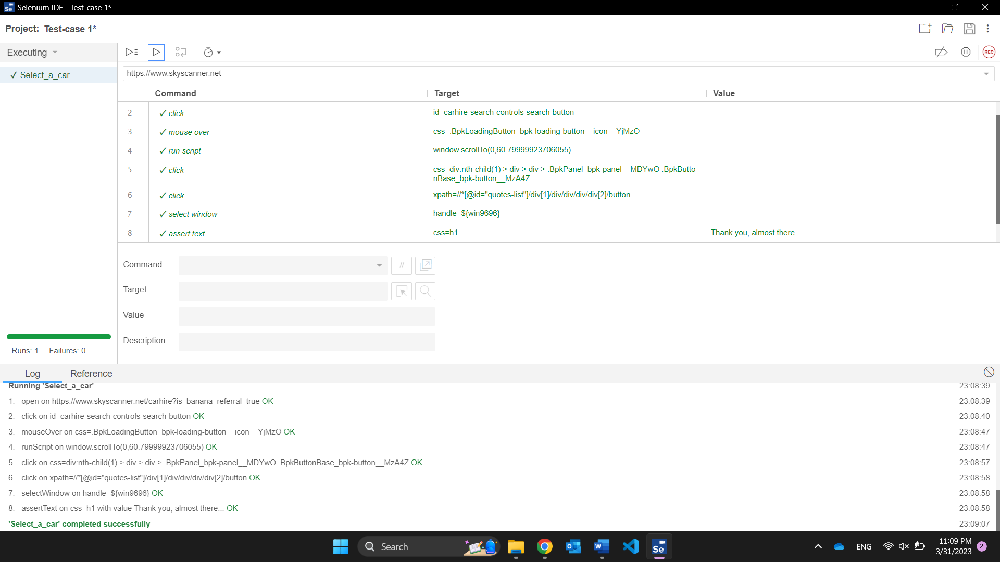 Selenium IDE - Test-case 1*
Project: Test-case 1*
Executing
✓ Select_a_car
https://www.skyscanner.net
Command Target Value
2 ✓ click id=carhire-search-controls-search-button
3 ✓ mouse over css=.BpkLoadingButton_bpk-loading-button__icon__YjMzO
4 ✓ run script window.scrollTo(0,60.79999923706055)
5 ✓ click css=div:nth-child(1) > div > div > .BpkPanel_bpk-panel__MDYwO .BpkButto
nBase_bpk-button__MzA4Z
6 ✓ click xpath=//*[@id="quotes-list"]/div[1]/div/div/div/div[2]/button
7 ✓ select window handle=${win9696}
8 ✓ assert text css=h1 Thank you, almost there...
Command //
Target
Value
Description
Runs: 1 Failures: 0
REC
Log Reference
Running 'Select_a_car' 23:08:39
1. open on https://www.skyscanner.net/carhire?is_banana_referral=true OK 23:08:39
2. click on id=carhire-search-controls-search-button OK 23:08:40
3. mouseOver on css=.BpkLoadingButton_bpk-loading-button__icon__YjMzO OK 23:08:47
4. runScript on window.scrollTo(0,60.79999923706055) OK 23:08:47
5. click on css=div:nth-child(1) > div > div > .BpkPanel_bpk-panel__MDYwO .BpkButtonBase_bpk-button__MzA4Z OK 23:08:57
6. click on xpath=//*[@id="quotes-list"]/div[1]/div/div/div/div[2]/button OK 23:08:58
7. selectWindow on handle=${win9696} OK 23:08:58
8. assertText on css=h1 with value Thank you, almost there... OK 23:08:58
'Select_a_car' completed successfully 23:09:07
Search
Se
ENG
11:09 PM
3/31/2023
2